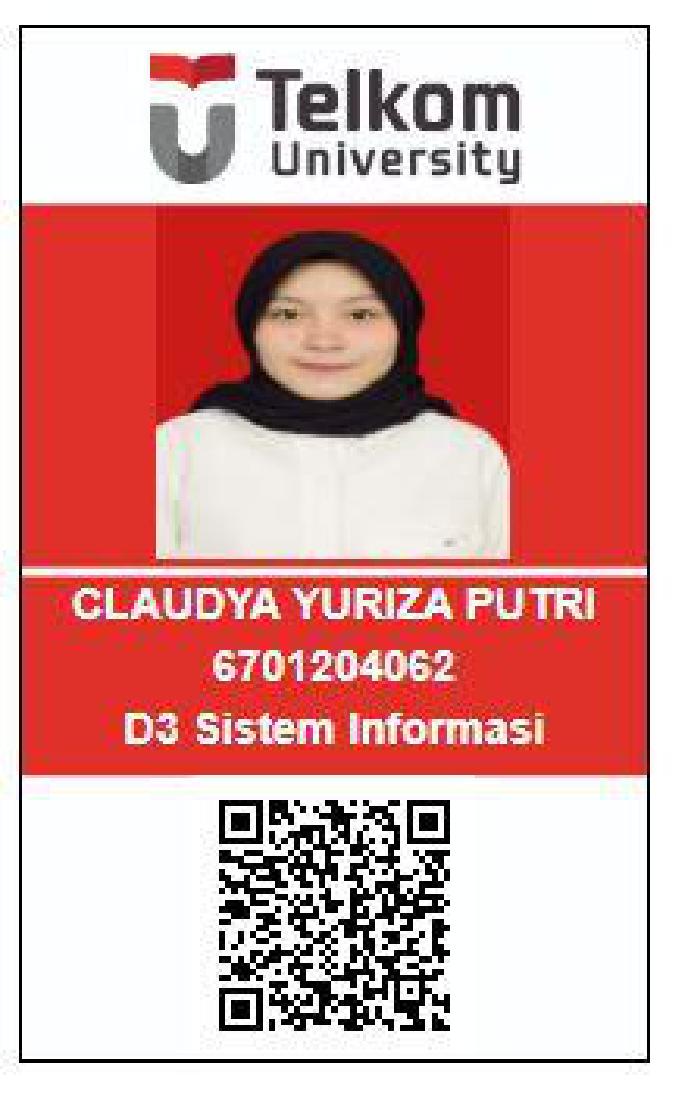 Telkom
University
CLAUDYA YURIZA PUTRI
6701204062
D3 Sistem Informasi